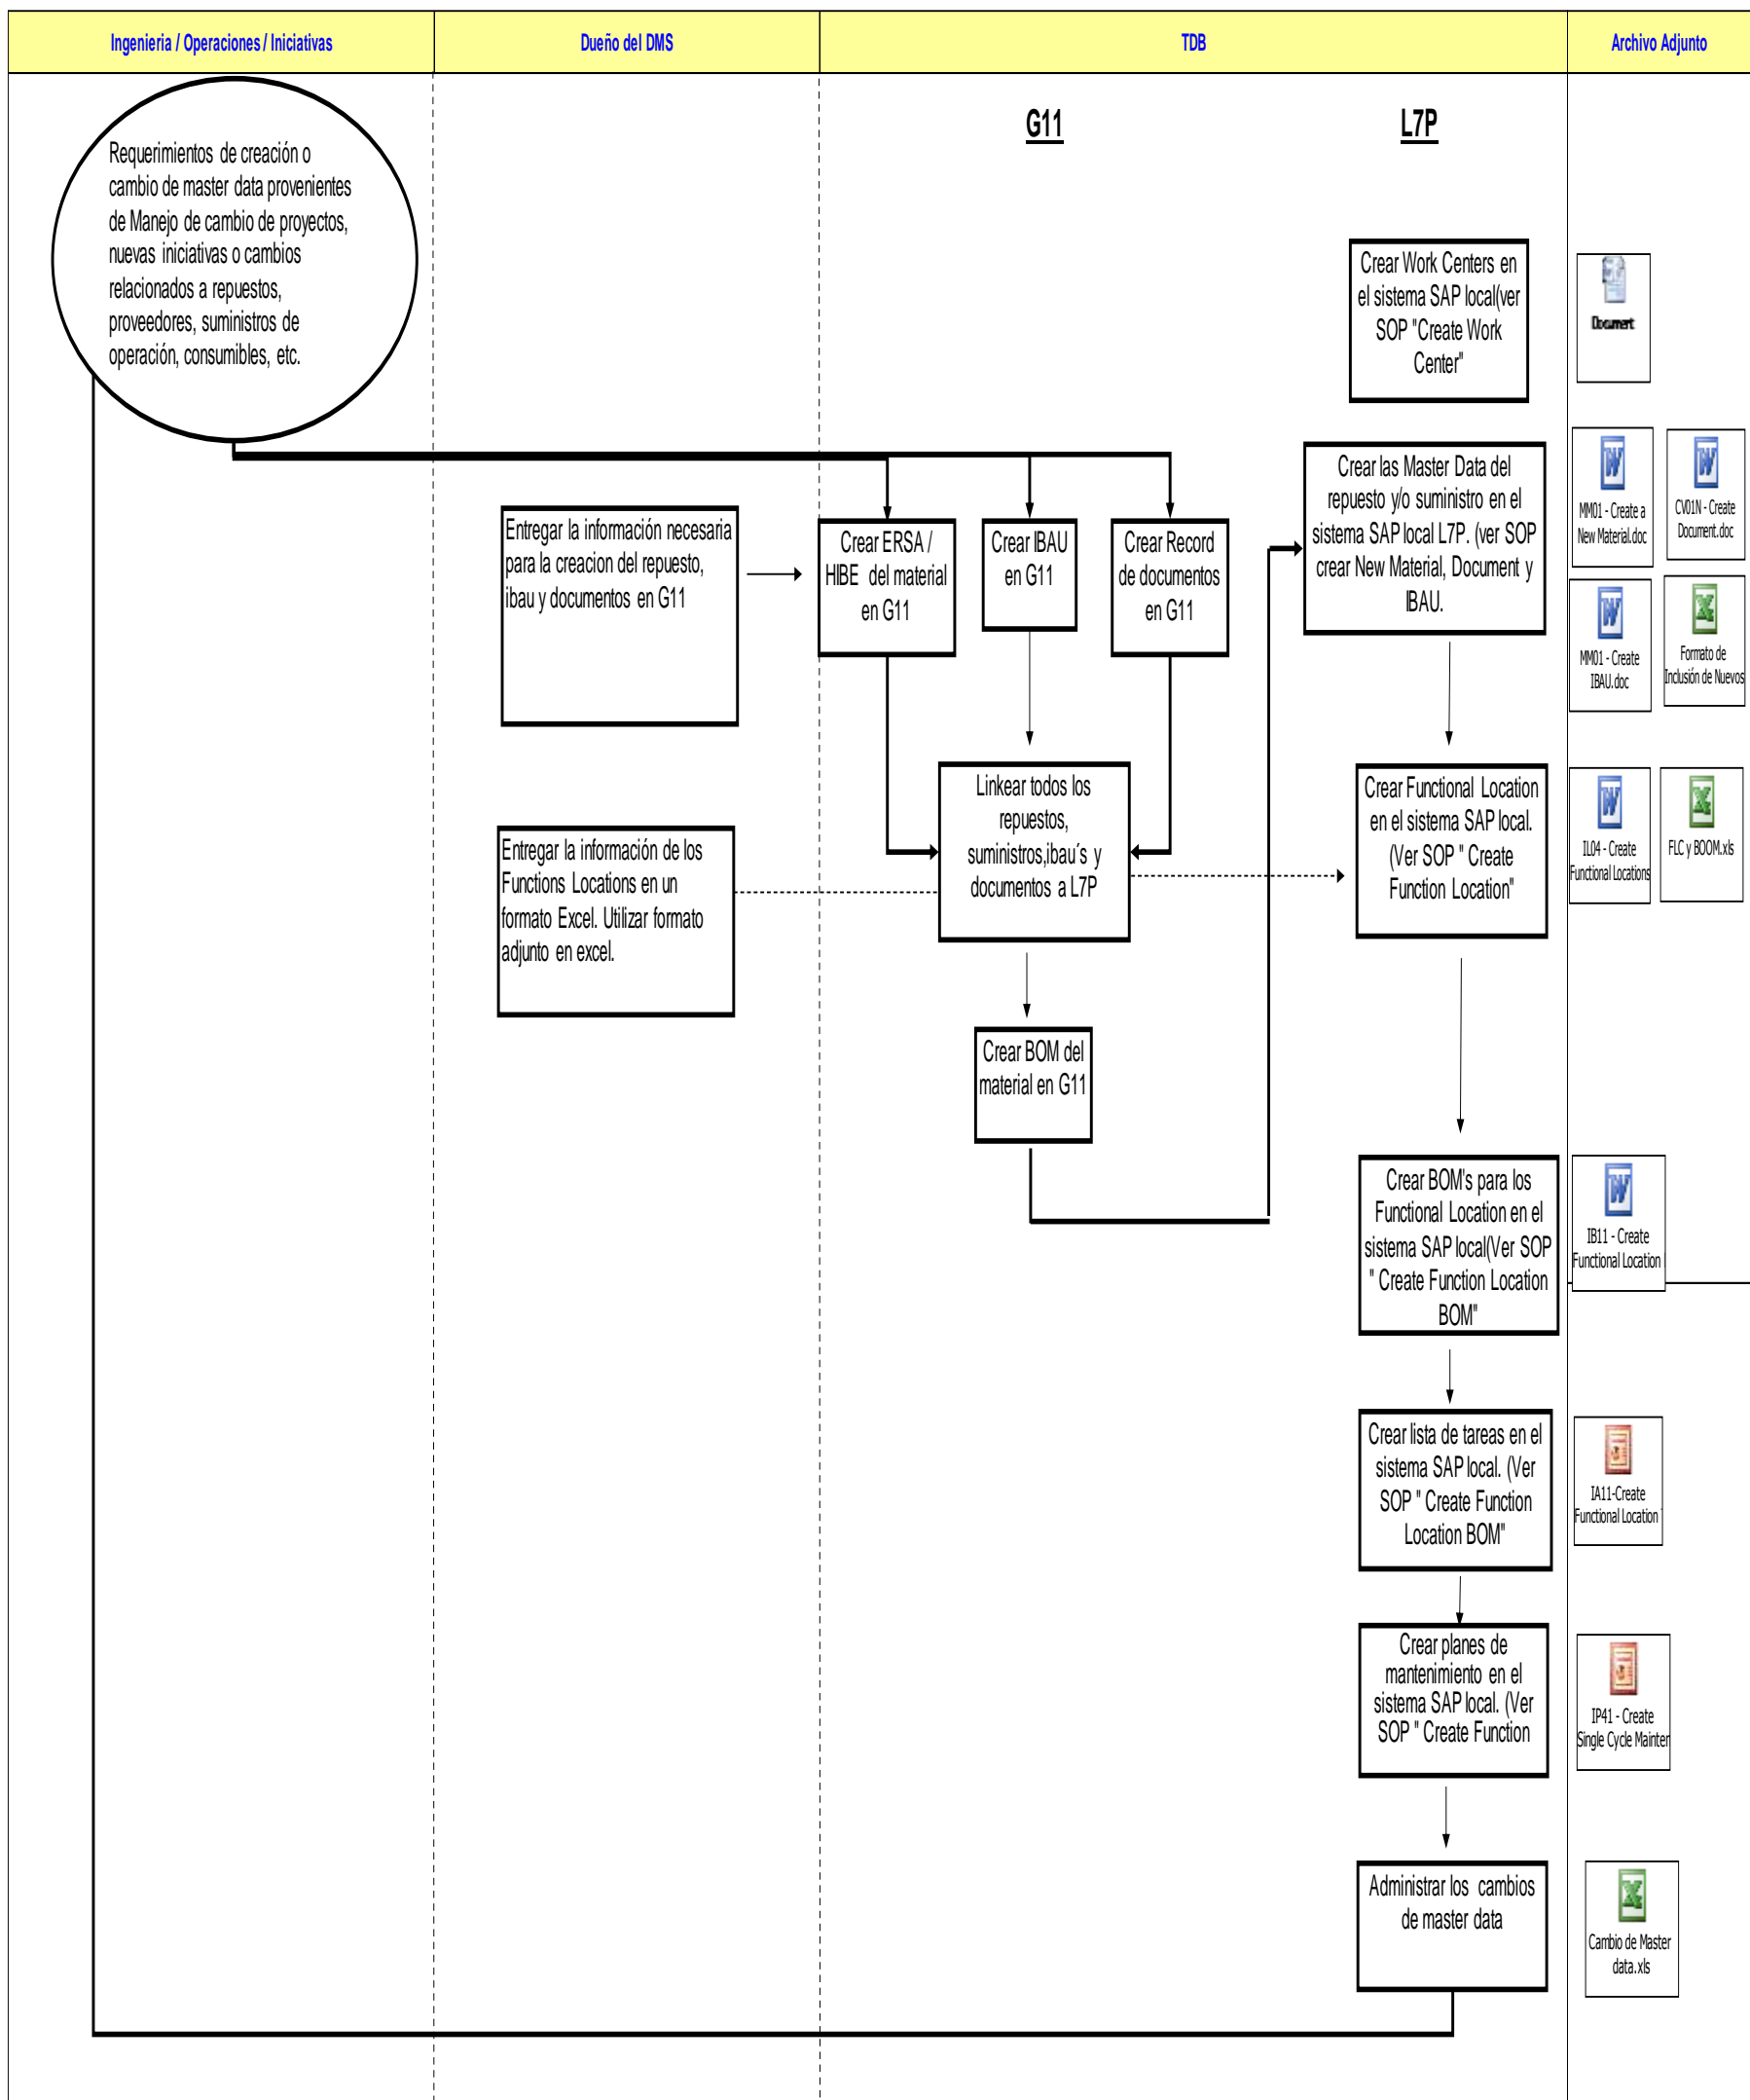 Ingenieria / Operaciones / Iniciativas
Dueño del DMS
TDB
Archivo Adjunto
G11
L7P
Requerimientos de creación o
cambio de master data provenientes
de Manejo de cambio de proyectos,
nuevas iniciativas o cambios
relacionados a repuestos,
proveedores, suministros de
operación, consumibles, etc.
Crear Work Centers en
el sistema SAP local(ver
SOP "Create Work
Center"
Document
Entregar la información necesaria
para la creacion del repuesto,
ibau y documentos en G11
Crear ERSA /
HIBE del material
en G11
Crear IBAU
en G11
Crear Record
de documentos
en G11
Crear las Master Data del
repuesto y/o suministro en el
sistema SAP local L7P. (ver SOP
crear New Material, Document y
IBAU.
MM01 - Create a
New Material.doc
CV01N - Create
Document.doc
MM01 - Create
IBAU.doc
Formato de
Inclusión de Nuevos
Entregar la información de los
Functions Locations en un
formato Excel. Utilizar formato
adjunto en excel.
Linkear todos los
repuestos,
suministros,ibau´s y
documentos a L7P
Crear Functional Location
en el sistema SAP local.
(Ver SOP " Create
Function Location"
IL04 - Create
Functional Locations
FLC y BOOM.xls
Crear BOM del
material en G11
Crear BOM's para los
Functional Location en el
sistema SAP local(Ver SOP
" Create Function Location
BOM"
IB11 - Create
Functional Location
Crear lista de tareas en el
sistema SAP local. (Ver
SOP " Create Function
Location BOM"
IA11-Create
Functional Location
Crear planes de
mantenimiento en el
sistema SAP local. (Ver
SOP " Create Function
IP41 - Create
Single Cycle Mainten
Administrar los cambios
de master data
Cambio de Master
data.xls